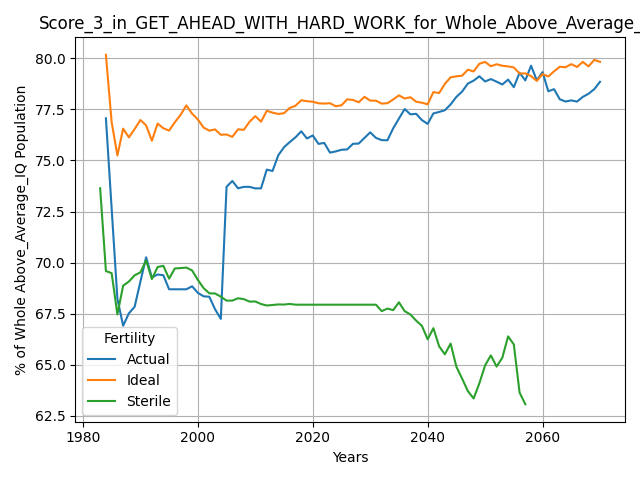 Score_3_in_GET_AHEAD_WITH_HARD_WORK_for_Whole_Above_Average_
% of Whole Above_Average_IQ Population
80.0
77.5
75.0
72.5
70.0
67.5
65.0
62.5
Fertility
Actual
Ideal
Sterile
1980
2000
2020
2040
2060
Years